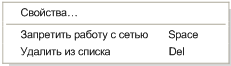 Свойства...
Запретить работу с сетью Space
Удалить из списка Del